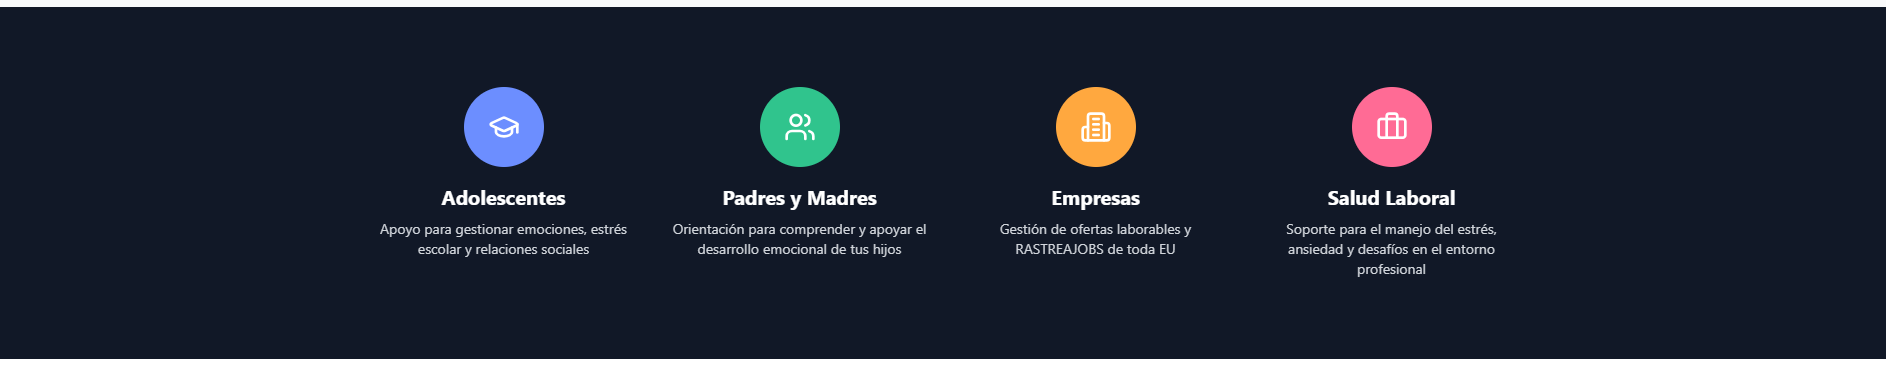 Adolescentes
Apoyo para gestionar emociones, estrés
escolar y relaciones sociales
Padres y Madres
Orientación para comprender y apoyar el
desarrollo emocional de tus hijos
Empresas
Gestión de ofertas laborables y
RASTREAJOBS de toda EU
Salud Laboral
Soporte para el manejo del estrés,
ansiedad y desafíos en el entorno
profesional